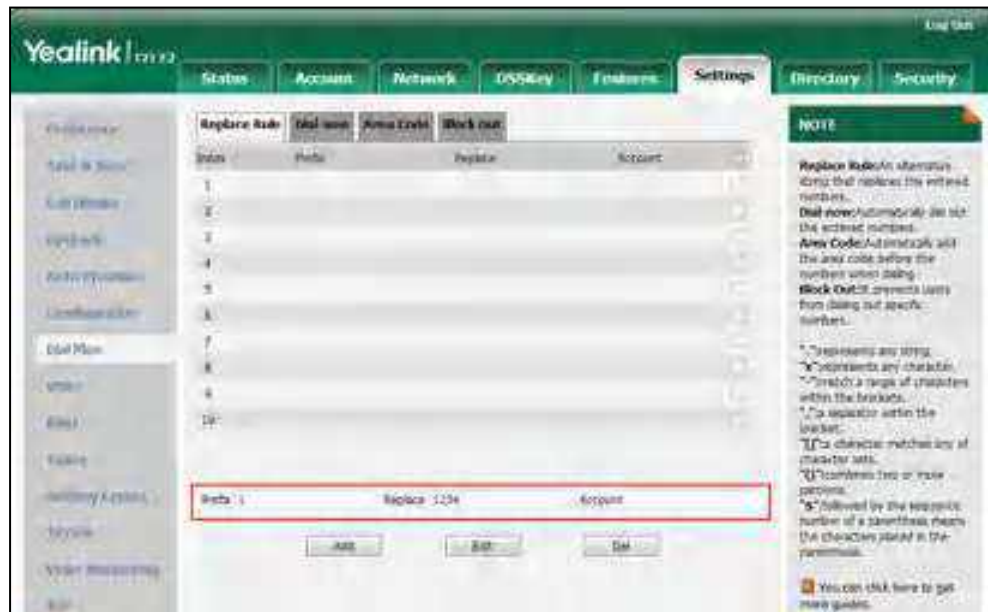 Log Out
Yealink
Status
Account
Network
DSSKey
Features
Settings
Directory
Security
Preference
Dial Plan
Voice
Replace Rule
Dial now
Area Code
Block Out
Index
Prefix
Replace
Account
1
2
3
4
5
6
7
8
9
10
Prefix 1
Replace 1234
Account
Add
Edit
Del
NOTE
Replace Rule:An alternative
string that replaces the entered
numbers.
Dial now:Automatically dial out
the entered numbers.
Area Code:Automatically add
the area code before the
numbers when dialing.
Block Out:It prevents users
from dialing out specific
numbers.
"."represents any string.
"x"represents any character.
"-"match a range of characters
within the brackets.
","a separator within the
bracket.
"[]"a character matches any of
character sets.
"()"combines two or more
patterns.
"$"followed by the sequence
number of a parenthesis means
the characters placed in the
parenthesis.
You can click here to get
more guides.